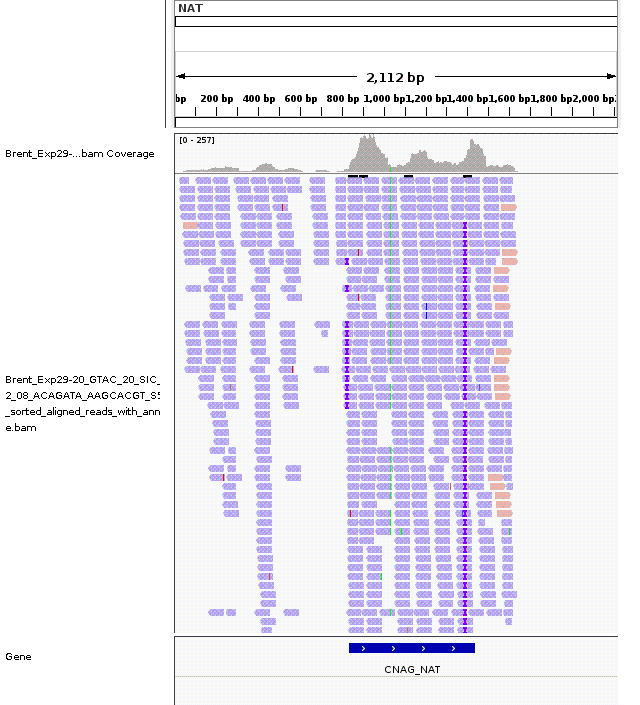 NAT
2,112 bp
bp 200 bp 400 bp 600 bp 800 bp 1,000 bp 1,200 bp 1,400 bp 1,600 bp 1,800 bp 2,000 bp
[0 - 257]
Brent_Exp29-...bam Coverage
Brent_Exp29-20_GTAC_20_SIC_
2_08_ACAGATA_AAGCACGT_S5
_sorted_aligned_reads_with_ann
e.bam
Gene
CNAG_NAT